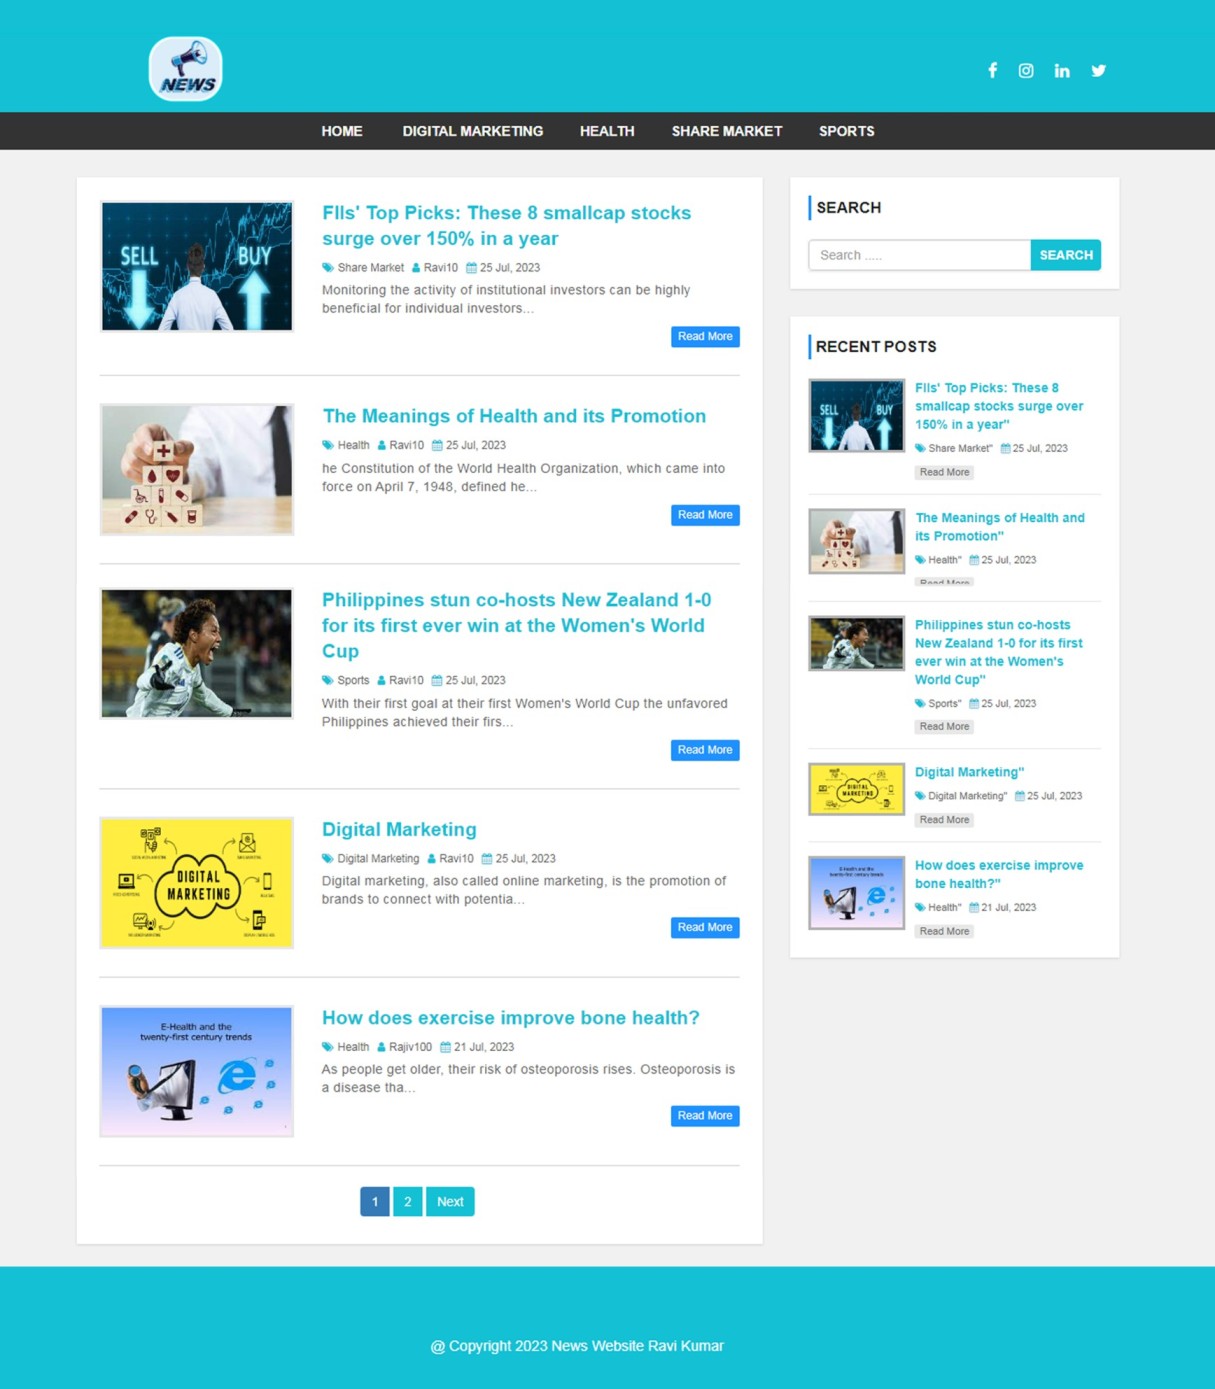 NEWS
HOME DIGITAL MARKETING HEALTH SHARE MARKET SPORTS
SELL BUY
FIIs' Top Picks: These 8 smallcap stocks
surge over 150% in a year
Share Market Ravi10 25 Jul, 2023
Monitoring the activity of institutional investors can be highly
beneficial for individual investors...
Read More
The Meanings of Health and its Promotion
Health Ravi10 25 Jul, 2023
he Constitution of the World Health Organization, which came into
force on April 7, 1948, defined he...
Read More
Philippines stun co-hosts New Zealand 1-0
for its first ever win at the Women's World
Cup
Sports Ravi10 25 Jul, 2023
With their first goal at their first Women's World Cup the unfavored
Philippines achieved their firs...
Read More
DIGITAL
MARKETING
Digital Marketing
Digital Marketing Ravi10 25 Jul, 2023
Digital marketing, also called online marketing, is the promotion of
brands to connect with potentia...
Read More
E-Health and the
twenty-first century trends
How does exercise improve bone health?
Health Rajiv100 21 Jul, 2023
As people get older, their risk of osteoporosis rises. Osteoporosis is
a disease tha...
Read More
1 2 Next
SEARCH
Search .....
SEARCH
RECENT POSTS
SELL BUY
FIIs' Top Picks: These 8
smallcap stocks surge over
150% in a year"
Share Market" 25 Jul, 2023
Read More
The Meanings of Health and
its Promotion"
Health" 25 Jul, 2023
Read More
Philippines stun co-hosts
New Zealand 1-0 for its first
ever win at the Women's
World Cup"
Sports" 25 Jul, 2023
Read More
DIGITAL
MARKETING
Digital Marketing"
Digital Marketing" 25 Jul, 2023
Read More
E-Health and the
twenty-first century trends
How does exercise improve
bone health?"
Health" 21 Jul, 2023
Read More
@ Copyright 2023 News Website Ravi Kumar